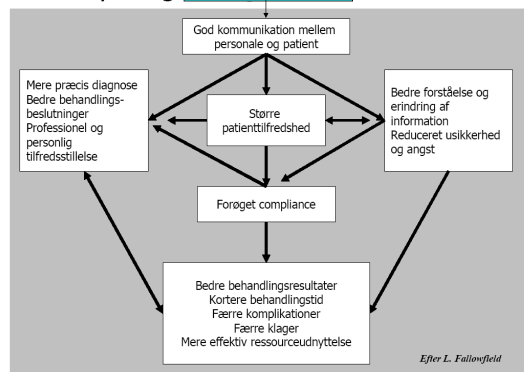 God kommunikation mellem
personale og patient
Mere præcis diagnose
Bedre behandlings-
beslutninger
Professionel og
personlig
tilfredsstillelse
Større
patienttilfredshed
Bedre forståelse og
erindring af
information
Reduceret usikkerhed
og angst
Forøget compliance
Bedre behandlingsresultater
Kortere behandlingstid
Færre komplikationer
Færre klager
Mere effektiv ressourceudnyttelse
Efter L. Fallowfield